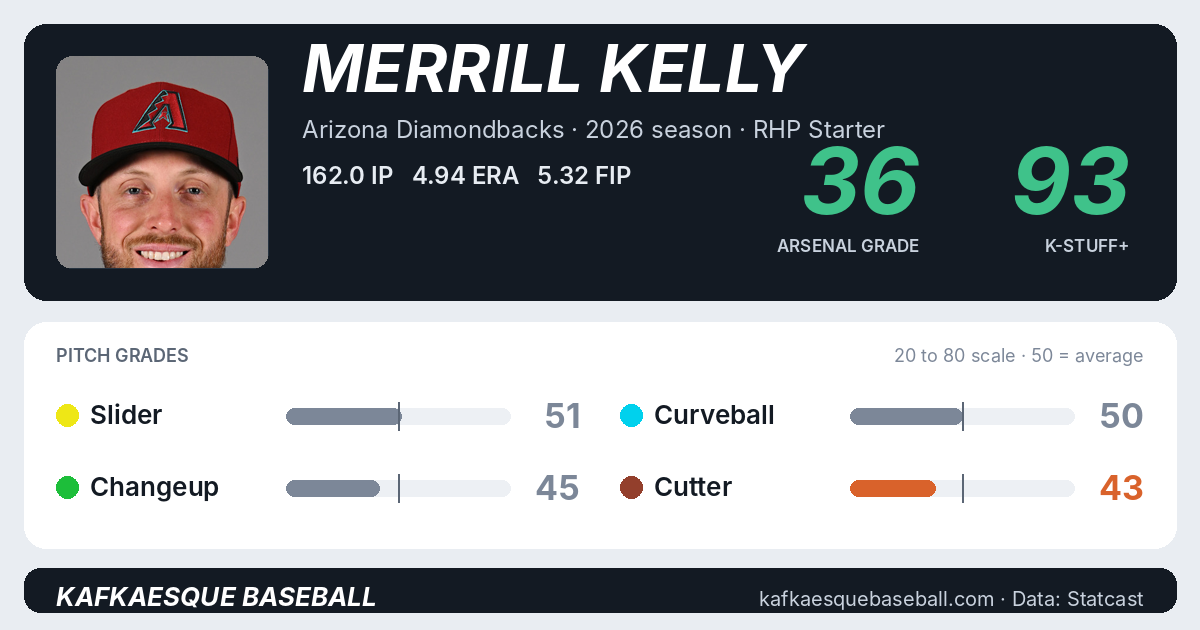 MERRILL KELLY
Arizona Diamondbacks · 2026 season · RHP Starter
162.0 IP 4.94 ERA 5.32 FIP
36 93
ARSENAL GRADE K-STUFF+
PITCH GRADES 20 to 80 scale · 50 = average
Slider 51 Curveball 50
Changeup 45 Cutter 43
KAFKAESQUE BASEBALL kafkaesquebaseball.com · Data: Statcast